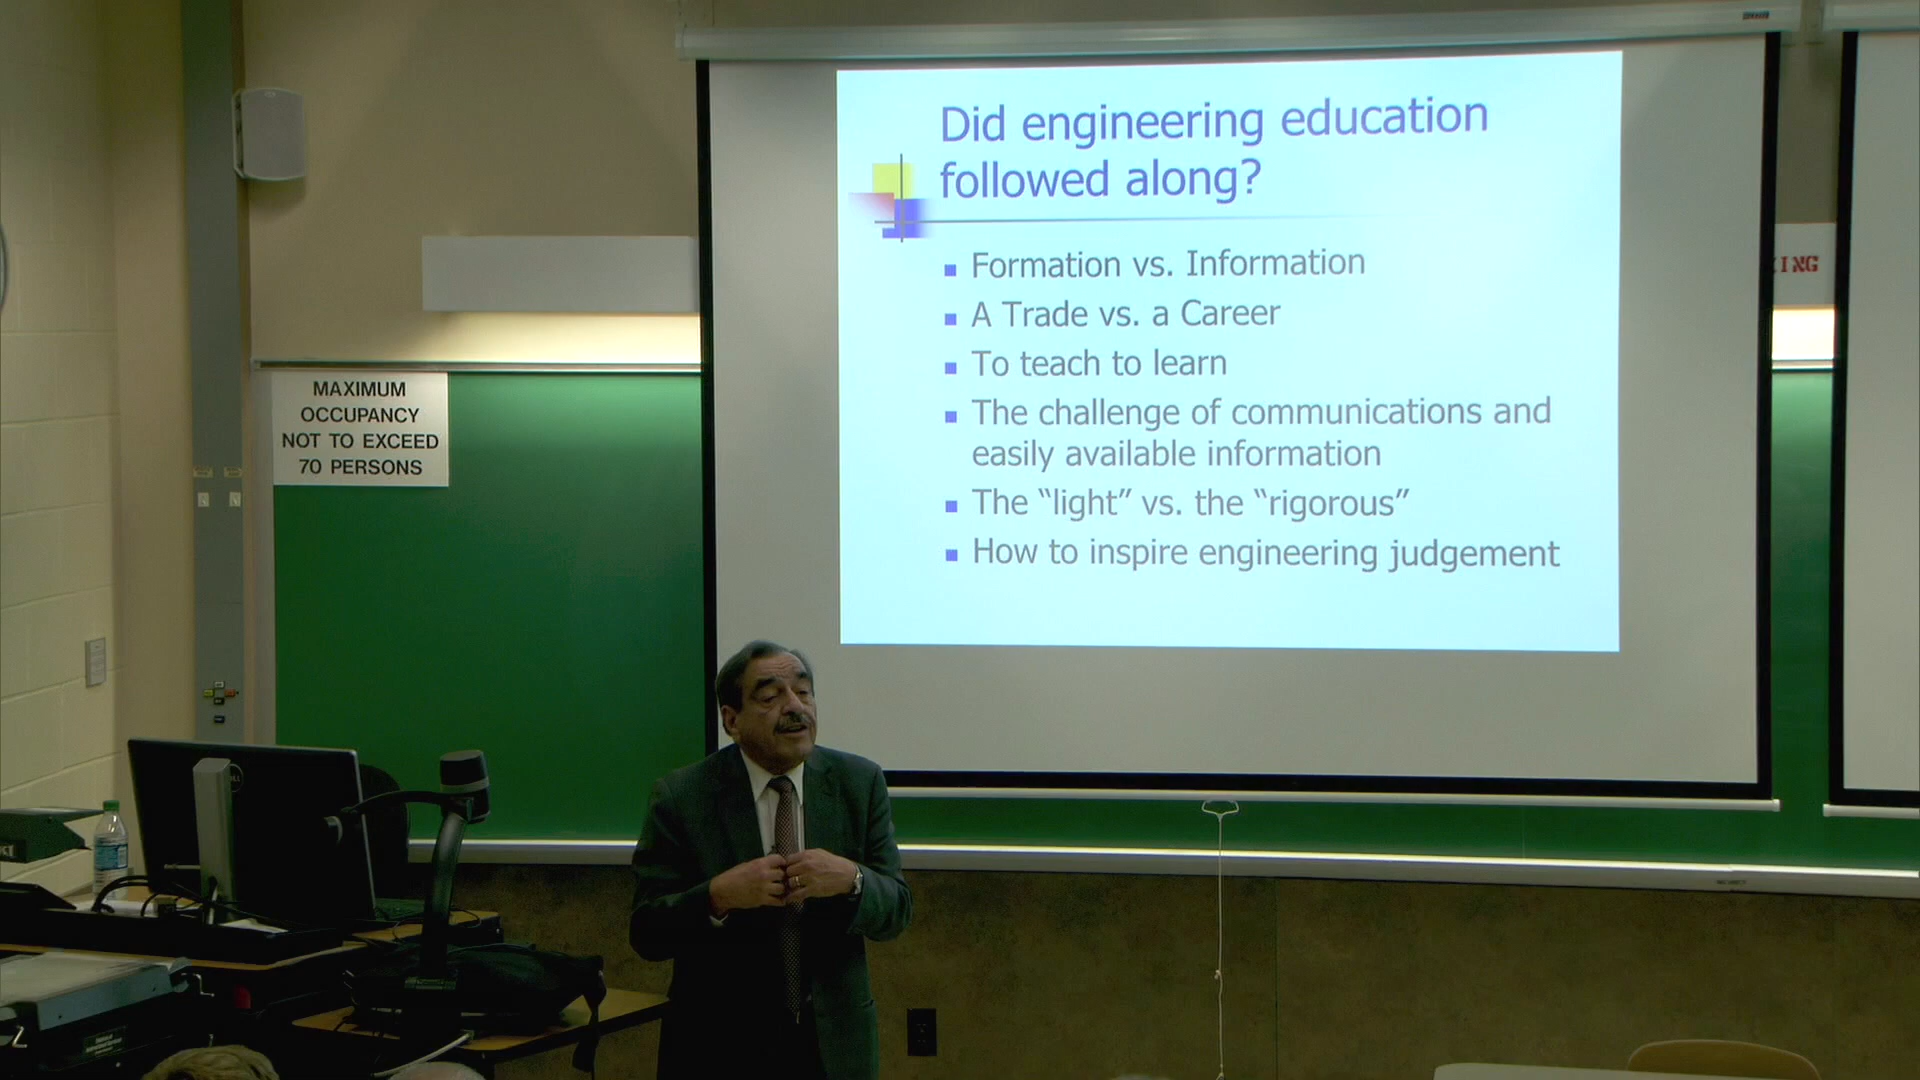 Did engineering education
followed along?
Formation vs. Information
A Trade vs. a Career
To teach to learn
The challenge of communications and
easily available information
The “light” vs. the “rigorous”
How to inspire engineering judgement
MAXIMUM
OCCUPANCY
NOT TO EXCEED
70 PERSONS
ING
DELL